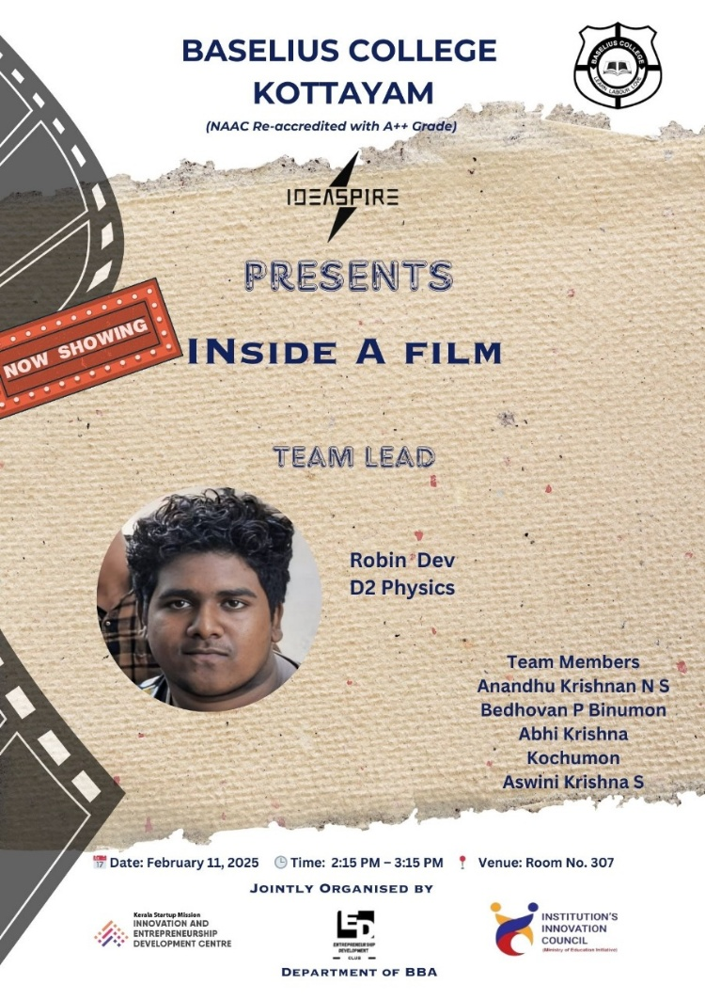 BASELIUS COLLEGE
KOTTAYAM
(NAAC Re-accredited with A++ Grade)
BASELIUS COLLEGE
LEARN, LABOUR, LOVE
IDEASPIRE
PRESENTS
NOW SHOWING
INSIDE A FILM
TEAM LEAD
Robin Dev
D2 Physics
Team Members
Anandhu Krishnan N S
Bedhovan P Binumon
Abhi Krishna
Kochumon
Aswini Krishna S
Date: February 11, 2025 Time: 2:15 PM – 3:15 PM Venue: Room No. 307
JOINTLY ORGANISED BY
Kerala Startup Mission
INNOVATION AND
ENTREPRENEURSHIP
DEVELOPMENT CENTRE
ED
ENTREPRENEURSHIP
DEVELOPMENT
CLUB
INSTITUTION'S
INNOVATION
COUNCIL
(Ministry of Education Initiative)
DEPARTMENT OF BBA